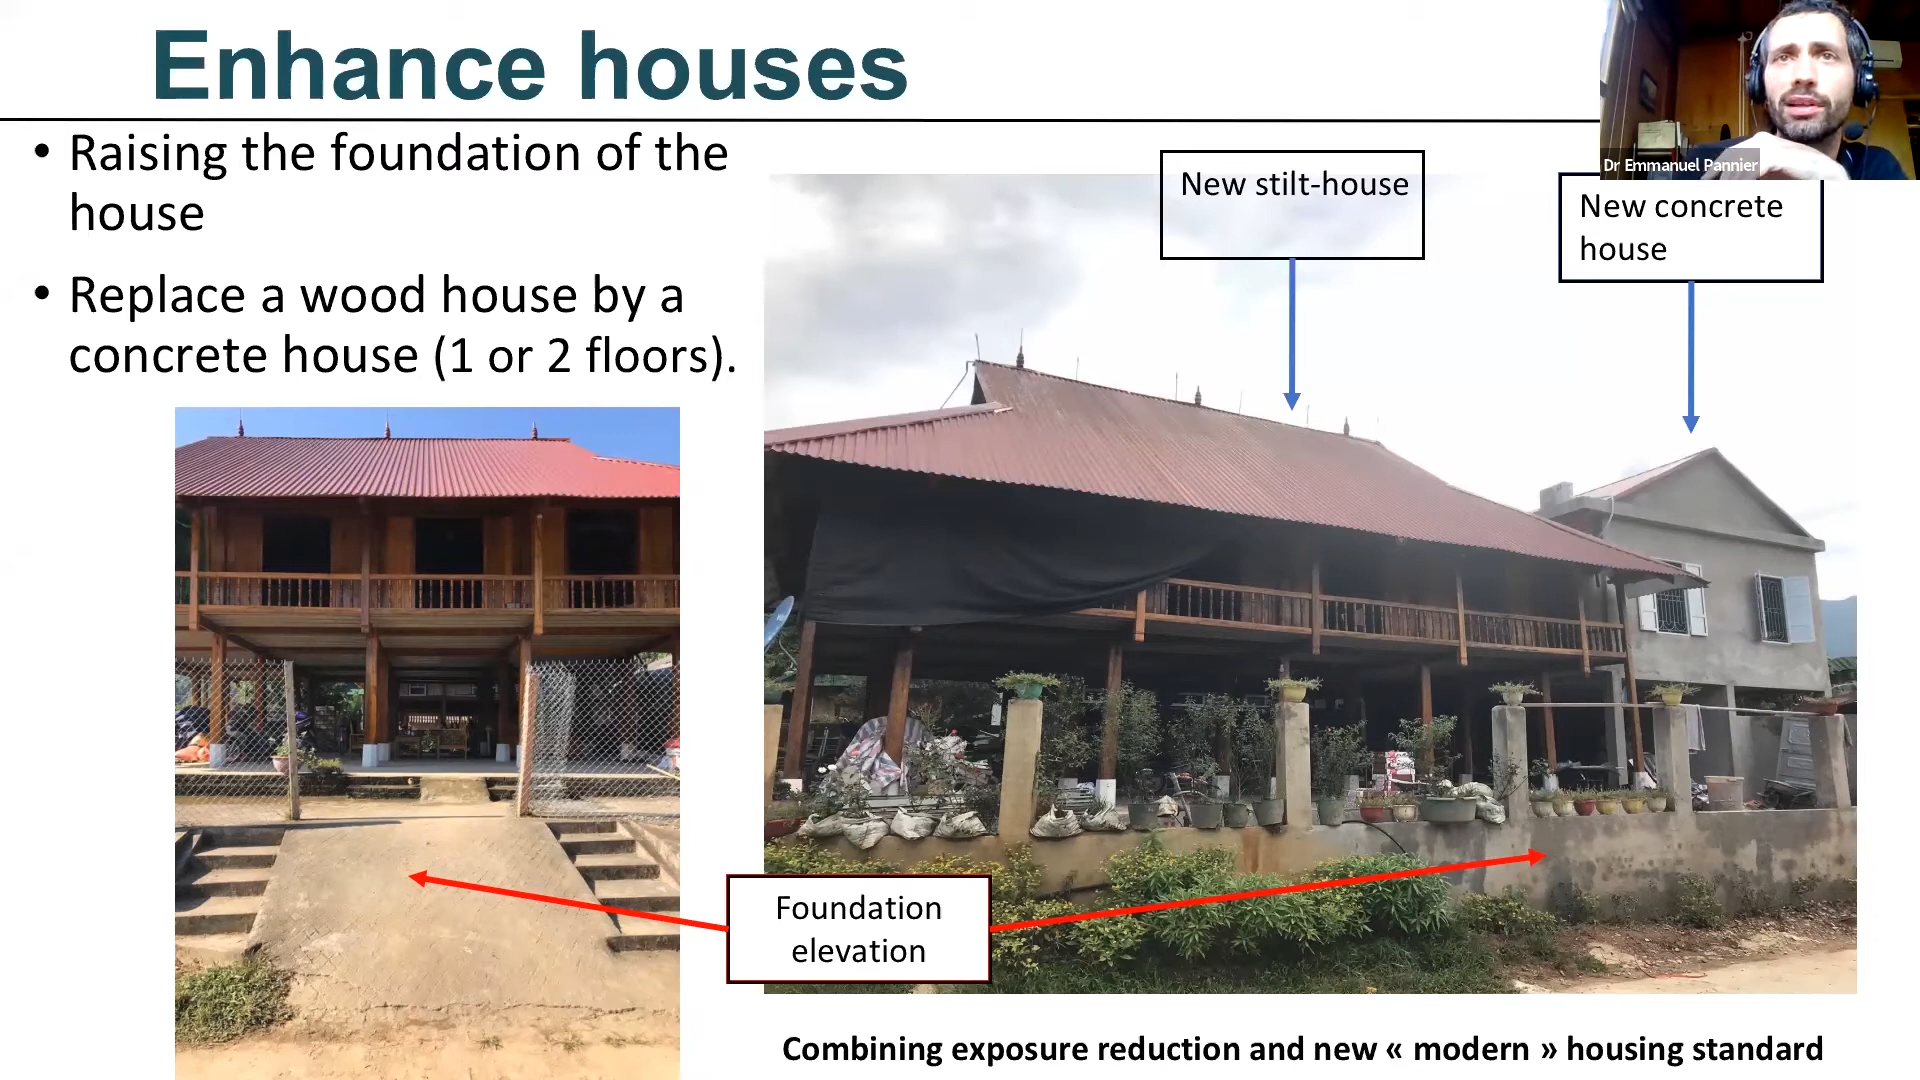 Enhance houses
• Raising the foundation of the
house
• Replace a wood house by a
concrete house (1 or 2 floors).
New stilt-house
New concrete
house
Dr Emmanuel Pannier
Foundation
elevation
Combining exposure reduction and new « modern » housing standard